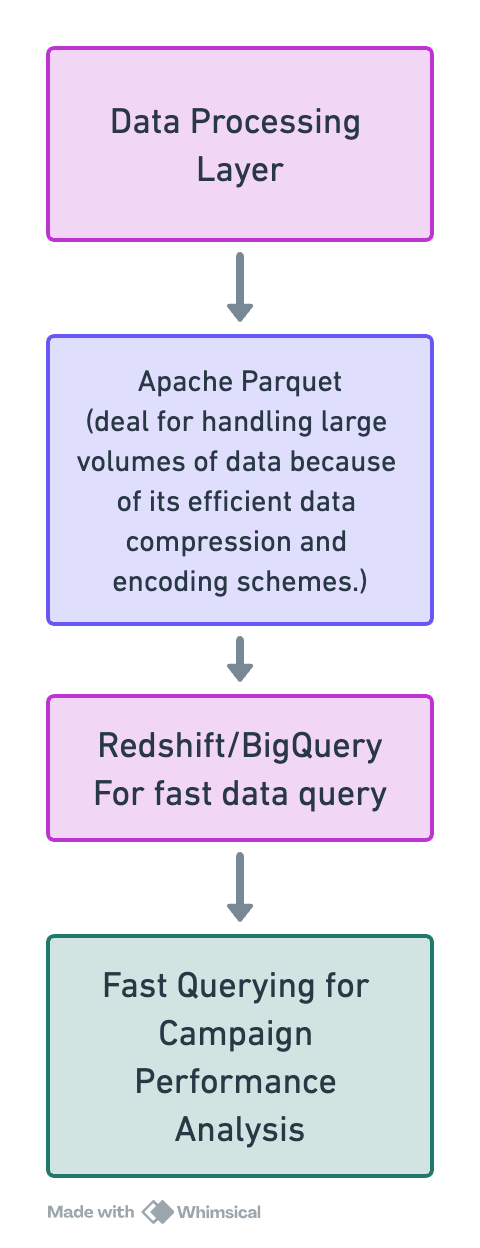 Data Processing
Layer
Apache Parquet
(deal for handling large
volumes of data because
of its efficient data
compression and
encoding schemes.)
Redshift/BigQuery
For fast data query
Fast Querying for
Campaign
Performance
Analysis
Made with Whimsical